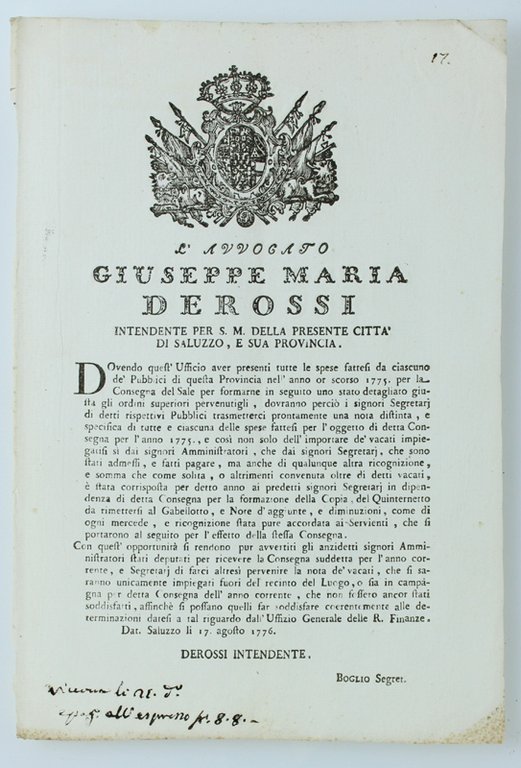 17.
L' AVVOCATO
GIUSEPPE MARIA
DEROSSI
INTENDENTE PER S. M. DELLA PRESENTE CITTA'
DI SALUZZO, E SUA PROVINCIA.
DOvendo quest' Ufficio aver presenti tutte le spese fattesi da ciascuno
de' Pubblici di questa Provincia nell' anno or scorso 1775. per la
Consegna del Sale per formarne in seguito uno stato detagliato giu-
sta gli ordini superiori pervenutigli, dovranno perciò i signori Segretarj
di detti rispettivi Pubblici trasmetterci prontamente una nota distinta, e
specifica di tutte e ciascuna delle spese fattesi per l'oggetto di detta Con-
segna per l'anno 1775., e così non solo dell' importare de' vacati impie-
gatisi sì dai signori Amministratori, che dai signori Segretarj, che sono
stati admessi, e fatti pagare, ma anche di qualunque altra ricognizione,
e somma che come solita, o altrimenti convenuta oltre di detti vacati,
è stata corrisposta per detto anno ai predetti signori Segretarj in dipen-
denza di detta Consegna per la formazione della Copia, del Quinternetto
da rimettersi al Gabellotto, e Note d'aggiunte, e diminuzioni, come di
ogni mercede, e ricognizione stata pure accordata ai Servienti, che si
portarono al seguito per l'effetto della stessa Consegna.
Con quest' opportunità si rendono pur avvertiti gli anzidetti signori Ammi-
nistratori stati deputati per ricevere la Consegna suddetta per l'anno cor-
rente, e Segretarj di farci altresì pervenire la nota de' vacati, che si sa-
ranno unicamente impiegati fuori del recinto del Luogo, o sia in campa-
gna per detta Consegna dell' anno corrente, che non fossero ancor stati
soddisfatti, affinchè si possano quelli far soddisfare coerentemente alle de-
terminazioni datesi a tal riguardo dall' Uffizio Generale delle R. Finanze.
Dat. Saluzzo li 17. agosto 1776.
DEROSSI INTENDENTE.
BOGLIO Segret.
li 21. d.º
all' espresso